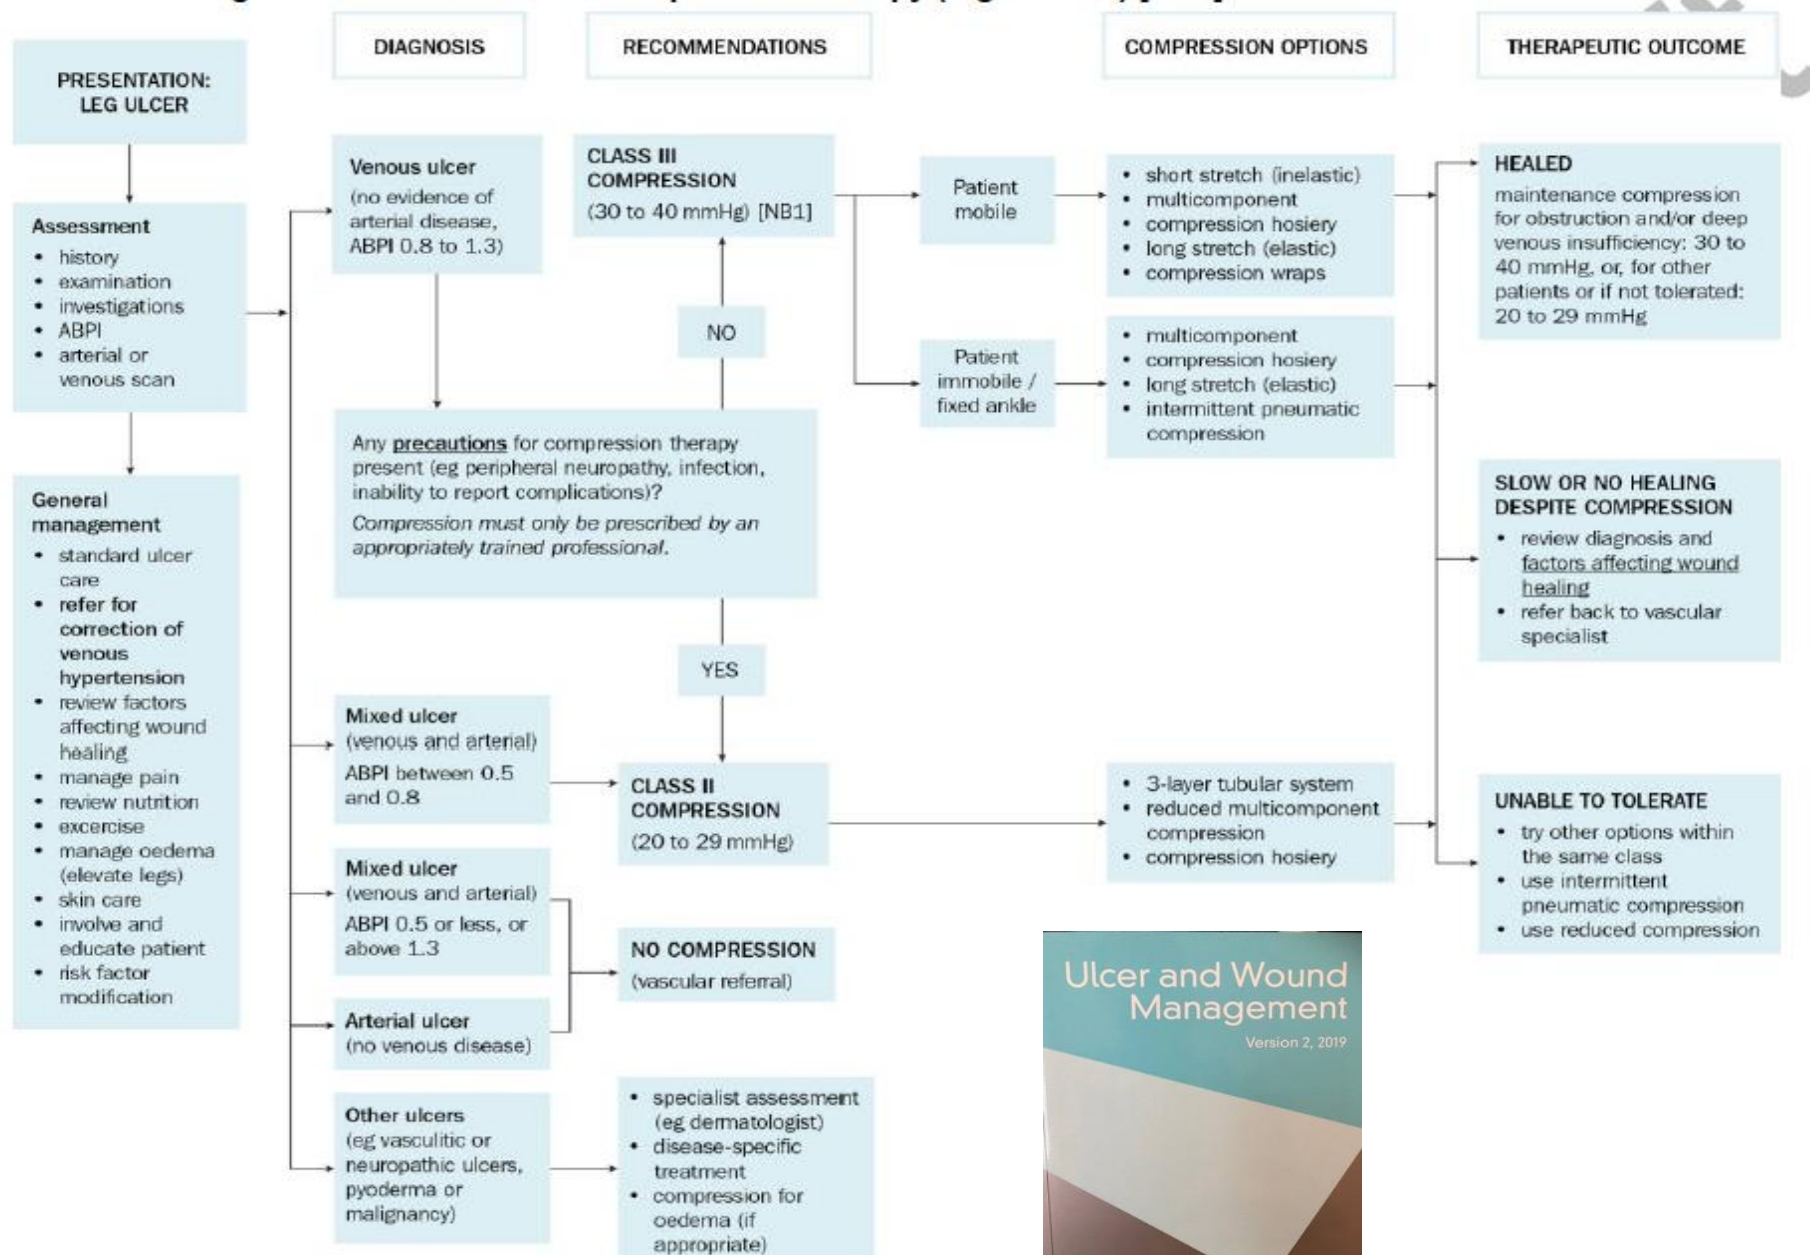 DIAGNOSIS
RECOMMENDATIONS
COMPRESSION OPTIONS
THERAPEUTIC OUTCOME
PRESENTATION:
LEG ULCER
Assessment
• history
• examination
• investigations
• ABPI
• arterial or
venous scan
General
management
• standard ulcer
care
• refer for
correction of
venous
hypertension
• review factors
affecting wound
healing
• manage pain
• review nutrition
• excercise
• manage oedema
(elevate legs)
• skin care
• involve and
educate patient
• risk factor
modification
Venous ulcer
(no evidence of
arterial disease,
ABPI 0.8 to 1.3)
CLASS III
COMPRESSION
(30 to 40 mmHg) [NB1]
NO
Any precautions for compression therapy
present (eg peripheral neuropathy, infection,
inability to report complications)?
Compression must only be prescribed by an
appropriately trained professional.
YES
Mixed ulcer
(venous and arterial)
ABPI between 0.5
and 0.8
CLASS II
COMPRESSION
(20 to 29 mmHg)
Mixed ulcer
(venous and arterial)
ABPI 0.5 or less, or
above 1.3
NO COMPRESSION
(vascular referral)
Arterial ulcer
(no venous disease)
Other ulcers
(eg vasculitic or
neuropathic ulcers,
pyoderma or
malignancy)
• specialist assessment
(eg dermatologist)
• disease-specific
treatment
• compression for
oedema (if
appropriate)
Patient
mobile
Patient
immobile /
fixed ankle
• short stretch (inelastic)
• multicomponent
• compression hosiery
• long stretch (elastic)
• compression wraps
• multicomponent
• compression hosiery
• long stretch (elastic)
• intermittent pneumatic
compression
• 3-layer tubular system
• reduced multicomponent
compression
• compression hosiery
HEALED
maintenance compression
for obstruction and/or deep
venous insufficiency: 30 to
40 mmHg, or, for other
patients or if not tolerated:
20 to 29 mmHg
SLOW OR NO HEALING
DESPITE COMPRESSION
• review diagnosis and
factors affecting wound
healing
• refer back to vascular
specialist
UNABLE TO TOLERATE
• try other options within
the same class
• use intermittent
pneumatic compression
• use reduced compression
Ulcer and Wound
Management
Version 2, 2019